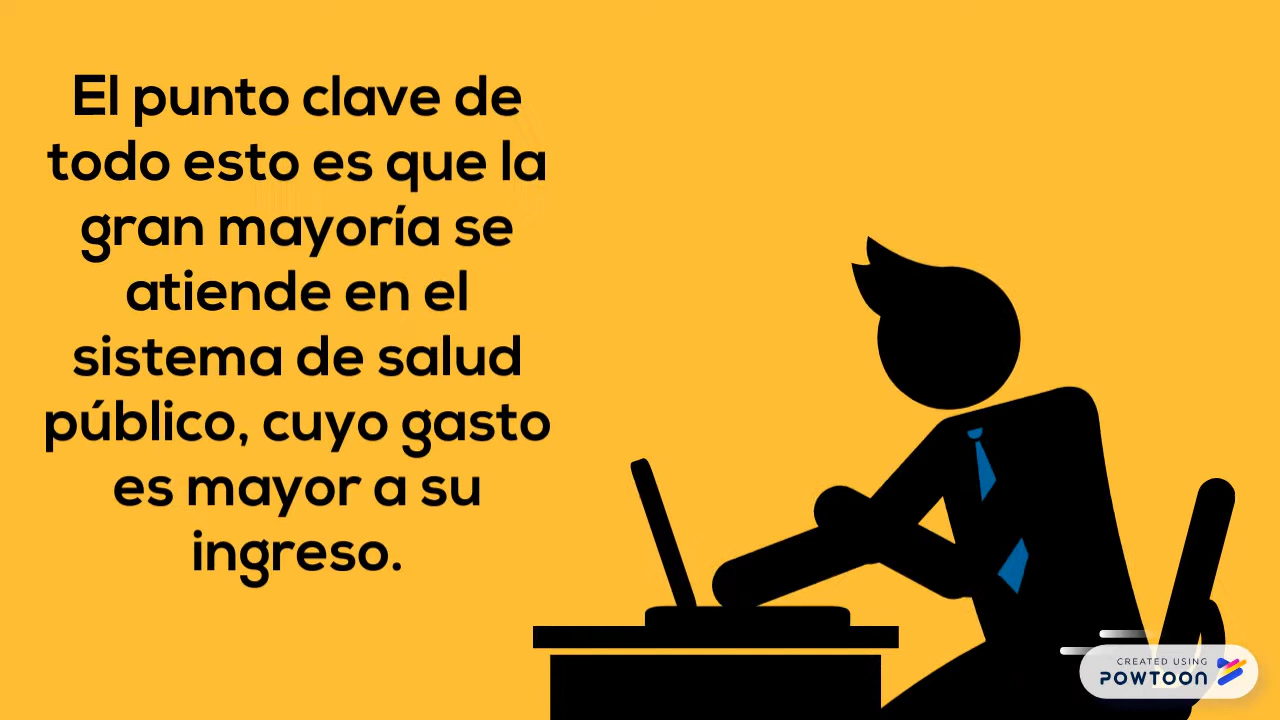 El punto clave de
todo esto es que la
gran mayoría se
atiende en el
sistema de salud
público, cuyo gasto
es mayor a su
ingreso.
CREATED USING
POWTOON